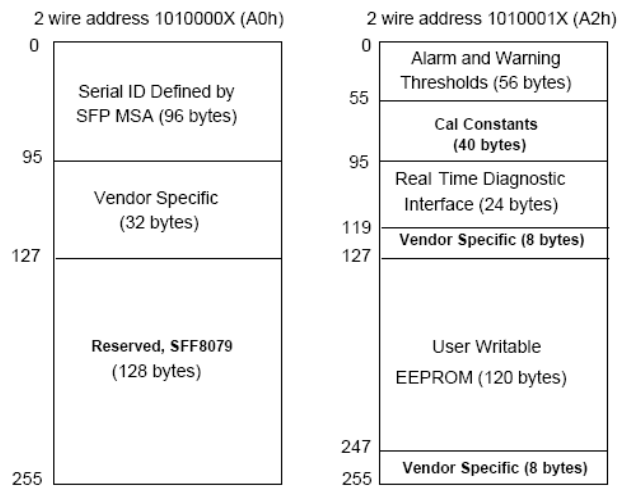 2 wire address 1010000X (A0h)
0
Serial ID Defined by
SFP MSA (96 bytes)
95
Vendor Specific
(32 bytes)
127
Reserved, SFF8079
(128 bytes)
255
2 wire address 1010001X (A2h)
0
Alarm and Warning
Thresholds (56 bytes)
55
Cal Constants
(40 bytes)
95
Real Time Diagnostic
Interface (24 bytes)
119
Vendor Specific (8 bytes)
127
User Writable
EEPROM (120 bytes)
247
Vendor Specific (8 bytes)
255